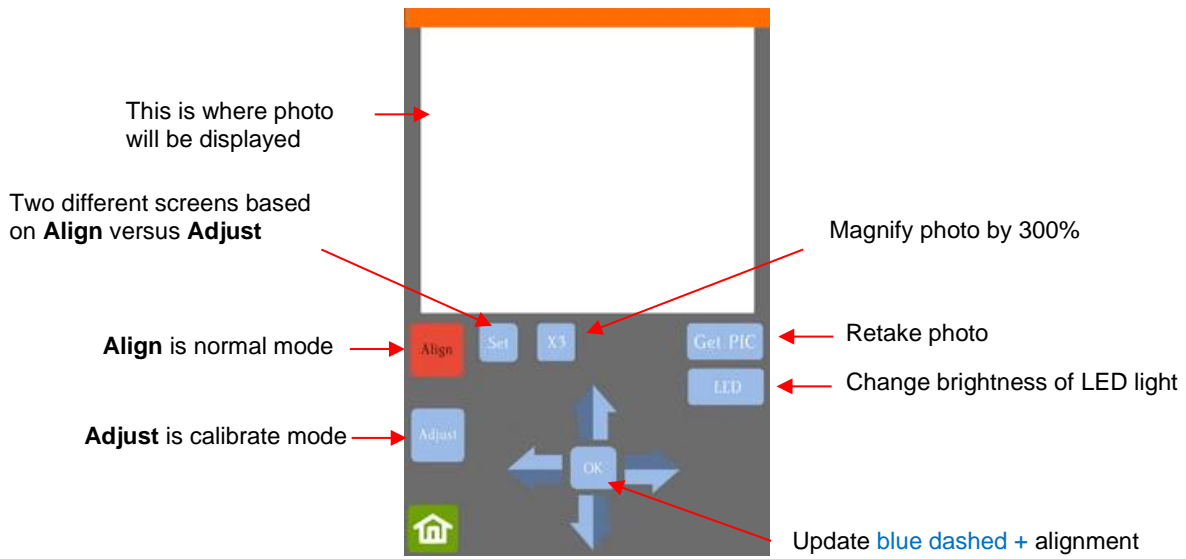 This is where photo
will be displayed
Two different screens based
on Align versus Adjust
Magnify photo by 300%
Align is normal mode
Align
Set
X3
Get PIC
Retake photo
LED
Change brightness of LED light
Adjust is calibrate mode
Adjust
OK
Update blue dashed + alignment